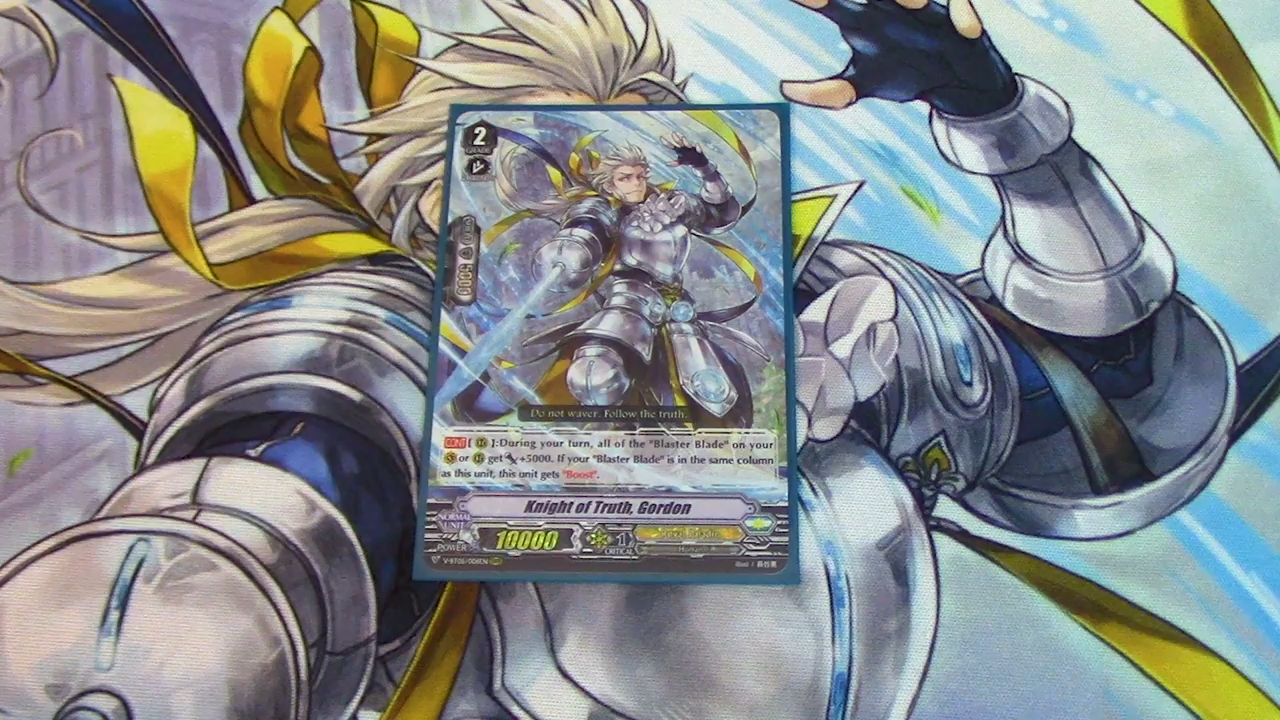 2
GRADE
5000
Do not waver. Follow the truth.
CONT [ ]:During your turn, all of the "Blaster Blade" on your
or get +5000. If your "Blaster Blade" is in the same column
as this unit, this unit gets "Boost".
Knight of Truth, Gordon
NORMAL
UNIT
POWER 10000 1 CRITICAL
Royal Paladin
Human